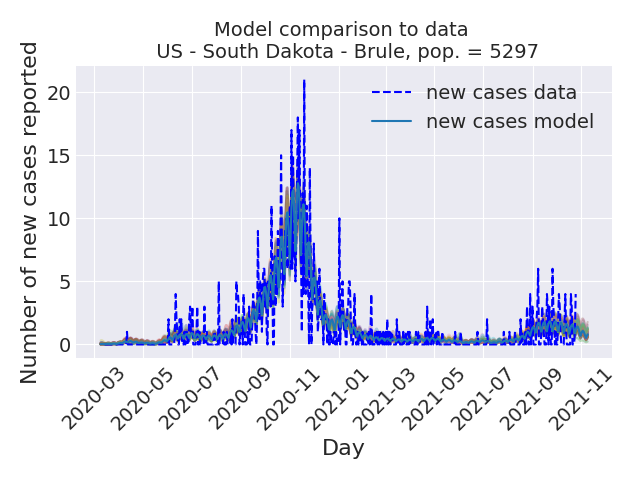 Model comparison to data
US - South Dakota - Brule, pop. = 5297
Number of new cases reported
20
15
10
5
0
new cases data
new cases model
2020-03
2020-05
2020-07
2020-09
2020-11
2021-01
2021-03
2021-05
2021-07
2021-09
2021-11
Day